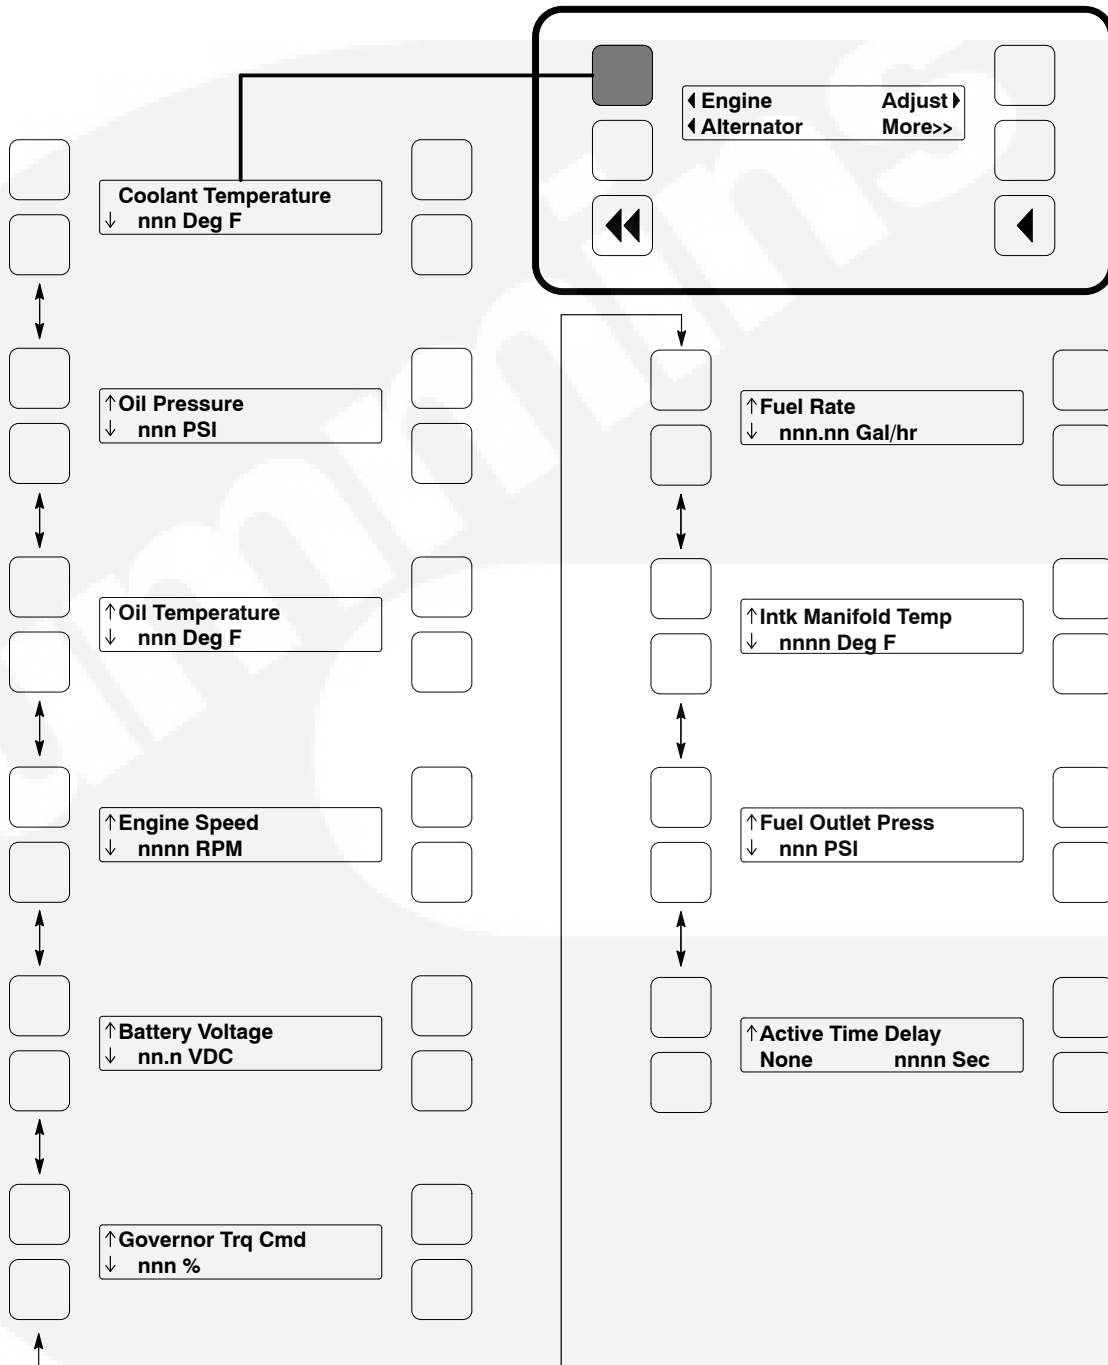 Engine Adjust
Alternator More>>
Coolant Temperature
↓ nnn Deg F
↑Oil Pressure
↓ nnn PSI
↑Oil Temperature
↓ nnn Deg F
↑Engine Speed
↓ nnnn RPM
↑Battery Voltage
↓ nn.n VDC
↑Governor Trq Cmd
↓ nnn %
↑Fuel Rate
↓ nnn.nn Gal/hr
↑Intk Manifold Temp
↓ nnnn Deg F
↑Fuel Outlet Press
↓ nnn PSI
↑Active Time Delay
None nnnn Sec
ummins